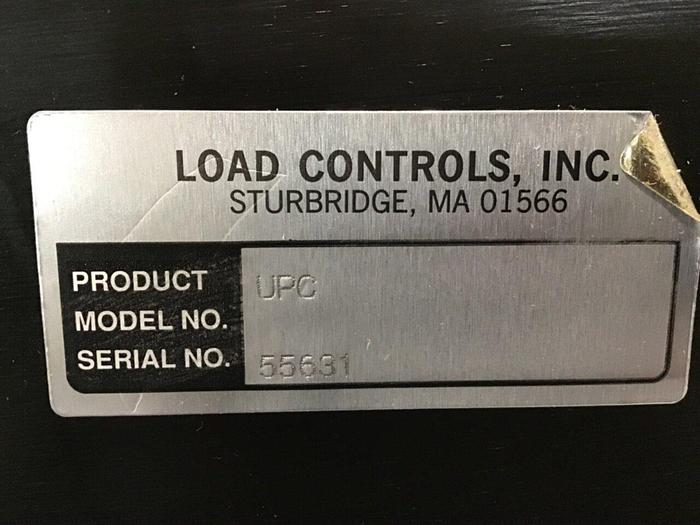 LOAD CONTROLS, INC.
STURBRIDGE, MA 01566
PRODUCT UPC
MODEL NO.
SERIAL NO. 55631